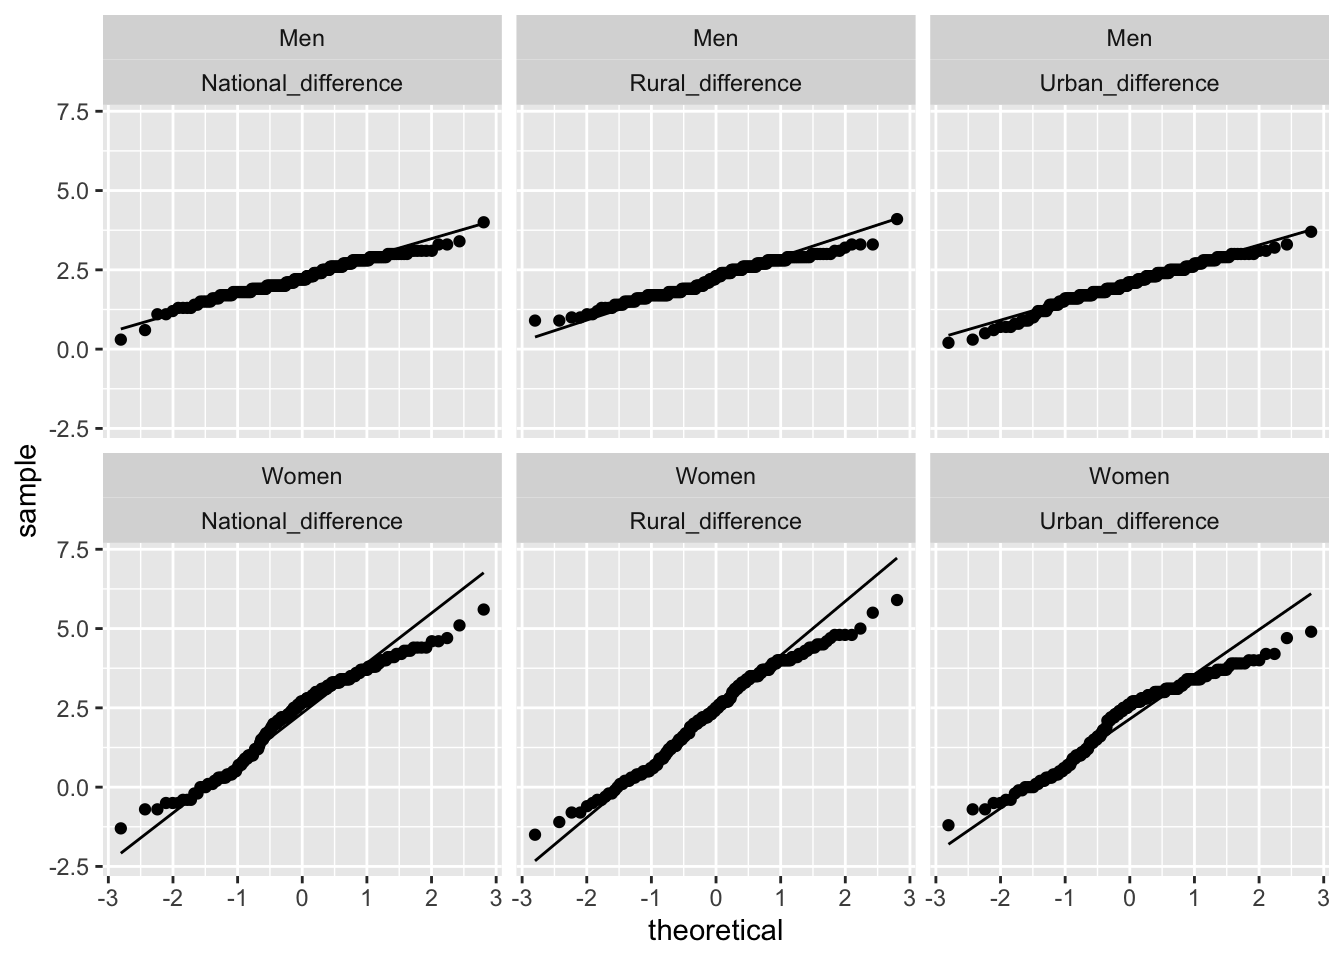 Men Men Men
National_difference Rural_difference Urban_difference
7.5
5.0
2.5
0.0
-2.5
sample
Women Women Women
National_difference Rural_difference Urban_difference
7.5
5.0
2.5
0.0
-2.5
-3 -2 -1 0 1 2 3 -3 -2 -1 0 1 2 3 -3 -2 -1 0 1 2 3
theoretical